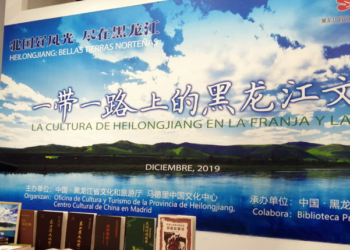 北国好风光 尽在黑龙江
HEILONGJIANG: BELLAS TIERRAS NORTEÑAS
一带一路上的黑龙江文
LA CULTURA DE HEILONGJIANG EN LA FRANJA Y LA
DICIEMBRE, 2019
主办单位：中国·黑龙江省文化和旅游厅 马德里中国文化中心
Organizan: Oficina de Cultura y Turismo de la Provincia de Heilongjiang,
Centro Cultural de China en Madrid
承办单位：中国·黑龙
Colabora: Biblioteca Pr